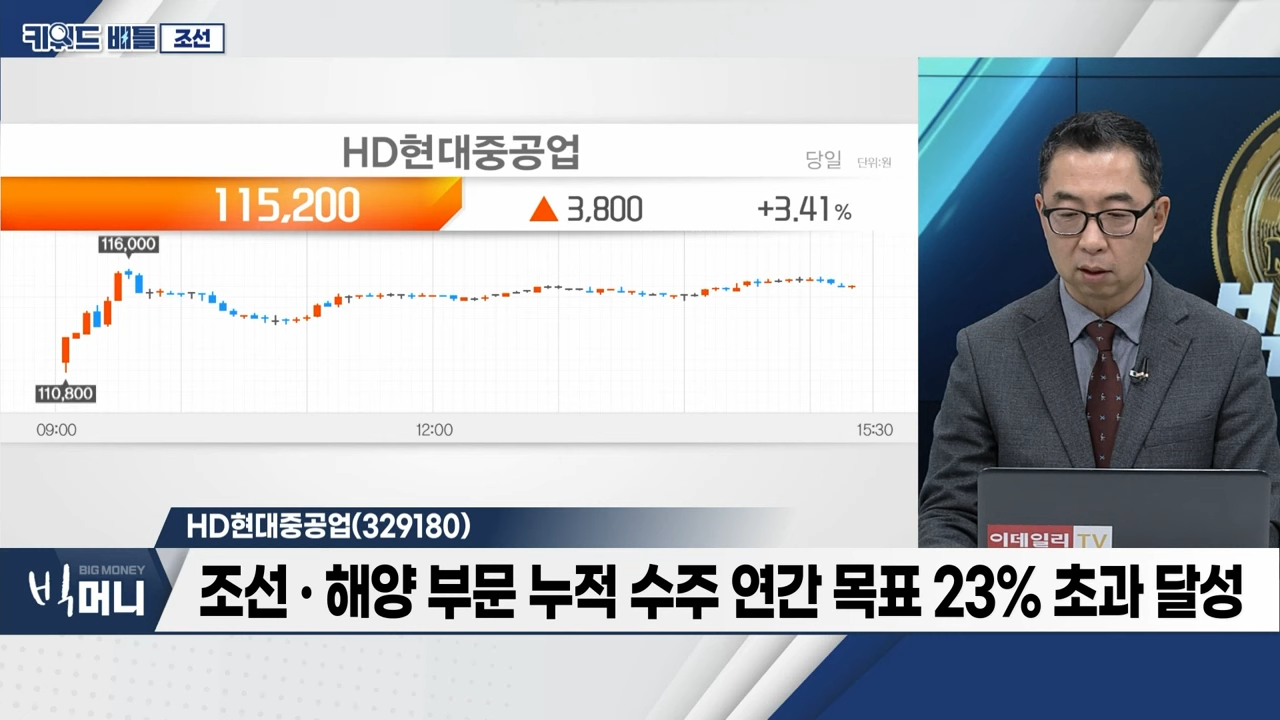 키워드 배틀 조선
HD현대중공업
당일 단위:원
115,200 ▲ 3,800 +3.41%
116,000
110,800
09:00 12:00 15:30
HD현대중공업(329180)
이데일리 TV
BIG MONEY
빅머니
조선·해양 부문 누적 수주 연간 목표 23% 초과 달성